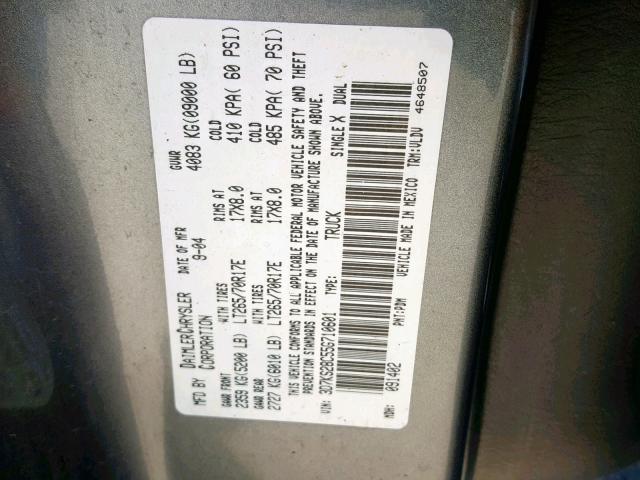 MFD BY DAIMLERCHRYSLER CORPORATION DATE OF MFR 9-04 GVWR 4083 KG(09000 LB)
GAWR FRONT WITH TIRES RIMS AT COLD
2359 KG(5200 LB) LT265/70R17E 17X8.0 410 KPA( 60 PSI)
GAWR REAR WITH TIRES RIMS AT COLD
2727 KG(6010 LB) LT265/70R17E 17X8.0 485 KPA( 70 PSI)
THIS VEHICLE CONFORMS TO ALL APPLICABLE FEDERAL MOTOR VEHICLE SAFETY AND THEFT
PREVENTION STANDARDS IN EFFECT ON THE DATE OF MANUFACTURE SHOWN ABOVE.
VIN: 3D7KS28C55G710601 TYPE: TRUCK SINGLE X DUAL
MDH: 091402 PNT:PDM VEHICLE MADE IN MEXICO TRM:VLDV 4648507